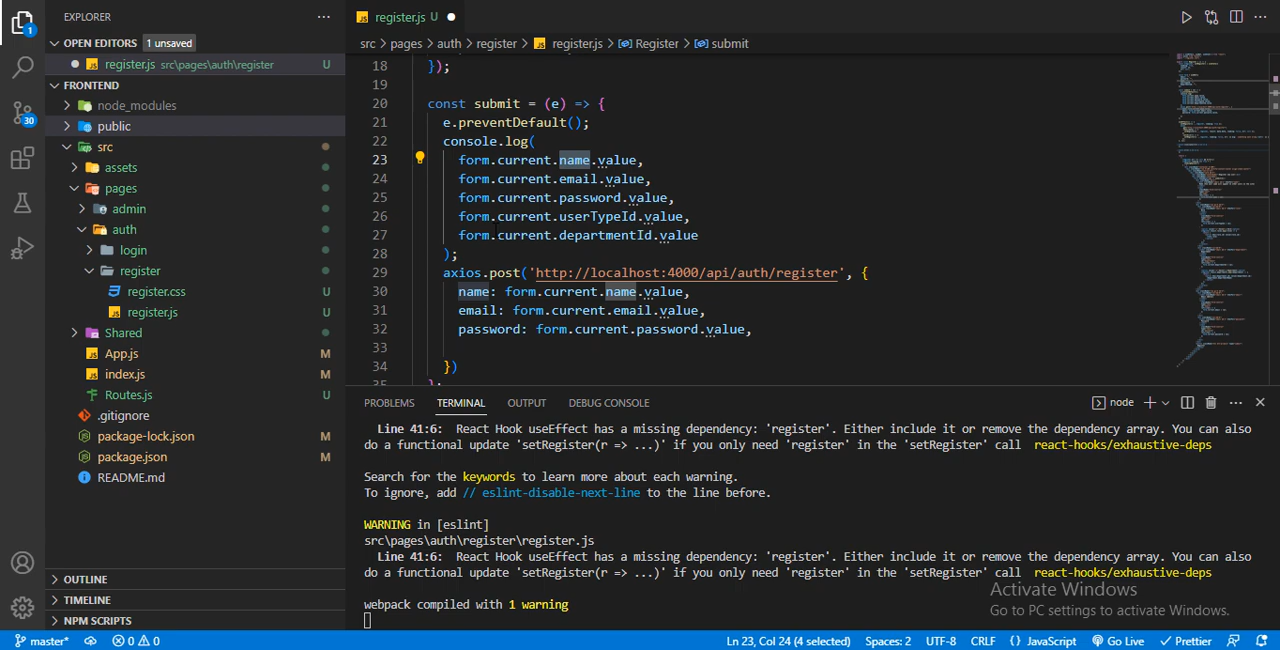 EXPLORER
OPEN EDITORS 1 unsaved
register.js src\pages\auth\register U
FRONTEND
node_modules
public
src
assets
pages
admin
auth
login
register
register.css U
register.js U
Shared
App.js M
index.js M
Routes.js U
.gitignore
package-lock.json M
package.json M
README.md
OUTLINE
TIMELINE
NPM SCRIPTS
1
30
register.js U
src > pages > auth > register > register.js > Register > submit
18 });
19
20 const submit = (e) => {
21 e.preventDefault();
22 console.log(
23 form.current.name.value,
24 form.current.email.value,
25 form.current.password.value,
26 form.current.userTypeId.value,
27 form.current.departmentId.value
28 );
29 axios.post('http://localhost:4000/api/auth/register', {
30 name: form.current.name.value,
31 email: form.current.email.value,
32 password: form.current.password.value,
33
34 })
35 };
PROBLEMS TERMINAL OUTPUT DEBUG CONSOLE node
Line 41:6: React Hook useEffect has a missing dependency: 'register'. Either include it or remove the dependency array. You can also
do a functional update 'setRegister(r => ...)' if you only need 'register' in the 'setRegister' call react-hooks/exhaustive-deps
Search for the keywords to learn more about each warning.
To ignore, add // eslint-disable-next-line to the line before.
WARNING in [eslint]
src\pages\auth\register\register.js
Line 41:6: React Hook useEffect has a missing dependency: 'register'. Either include it or remove the dependency array. You can also
do a functional update 'setRegister(r => ...)' if you only need 'register' in the 'setRegister' call react-hooks/exhaustive-deps
webpack compiled with 1 warning
Activate Windows
Go to PC settings to activate Windows.
master* 0 0 Ln 23, Col 24 (4 selected) Spaces: 2 UTF-8 CRLF {} JavaScript Go Live Prettier